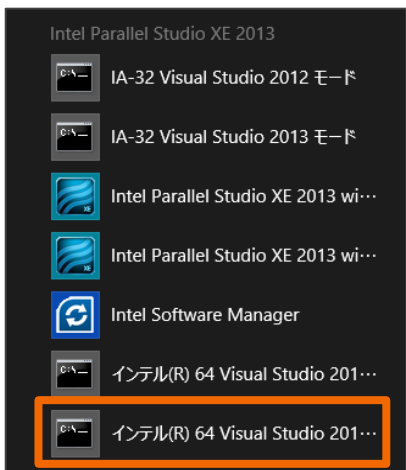 Intel Parallel Studio XE 2013
IA-32 Visual Studio 2012 モード
IA-32 Visual Studio 2013 モード
Intel Parallel Studio XE 2013 wi…
Intel Parallel Studio XE 2013 wi…
Intel Software Manager
インテル(R) 64 Visual Studio 201…
インテル(R) 64 Visual Studio 201…